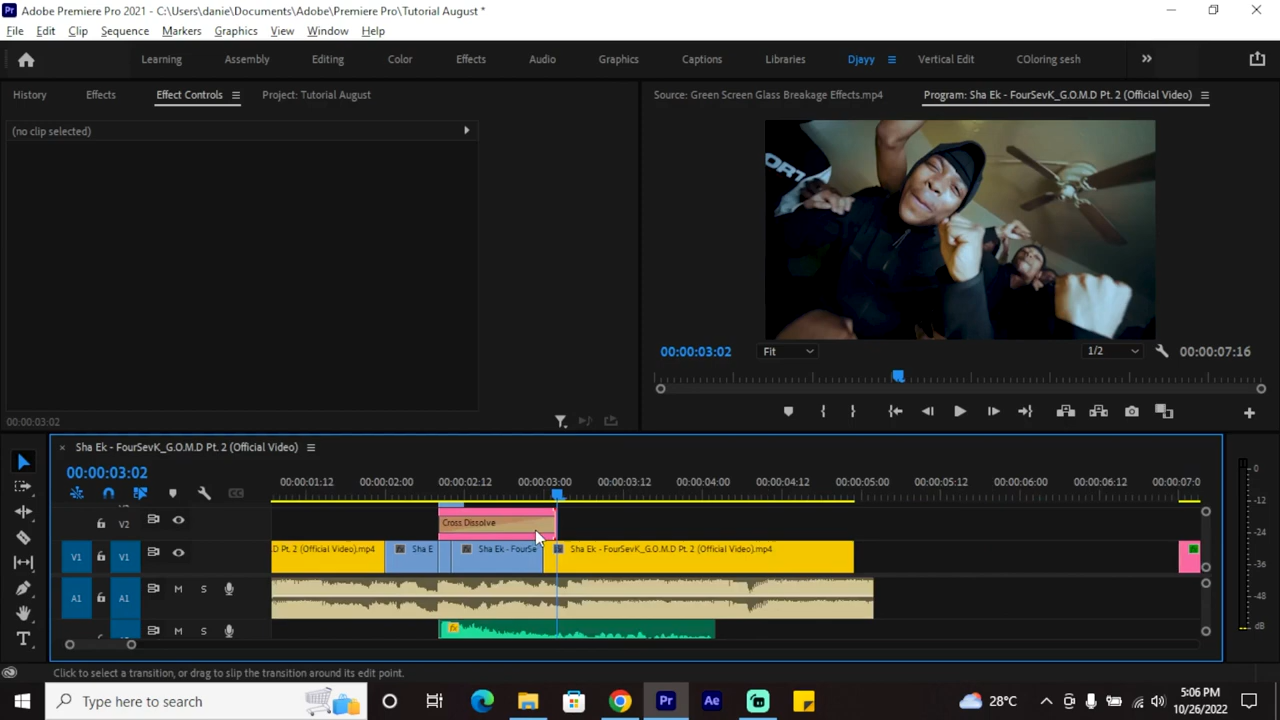 Adobe Premiere Pro 2021 - C:\Users\danie\Documents\Adobe\Premiere Pro\Tutorial August *
File Edit Clip Sequence Markers Graphics View Window Help
Learning Assembly Editing Color Effects Audio Graphics Captions Libraries Djayy Vertical Edit COloring sesh
History Effects Effect Controls Project: Tutorial August Source: Green Screen Glass Breakage Effects.mp4 Program: Sha Ek - FourSevK_G.O.M.D Pt. 2 (Official Video)
(no clip selected)
00:00:03:02 Fit 1/2 00:00:07:16
00:00:03:02
Sha Ek - FourSevK_G.O.M.D Pt. 2 (Official Video)
00:00:03:02
00:00:01:12 00:00:02:00 00:00:02:12 00:00:03:00 00:00:03:12 00:00:04:00 00:00:04:12 00:00:05:00 00:00:05:12 00:00:06:00 00:00:06:12 00:00:07:0
V2 Cross Dissolve
V1 V1 .D Pt. 2 (Official Video).mp4 Sha E Sha Ek - FourSe Sha Ek - FourSevK_G.O.M.D Pt. 2 (Official Video).mp4
A1 A1 M S
M S
0
-12
-24
-36
-48
dB
Click to select a transition, or drag to slip the transition around its edit point.
Type here to search
28°C
5:06 PM
10/26/2022